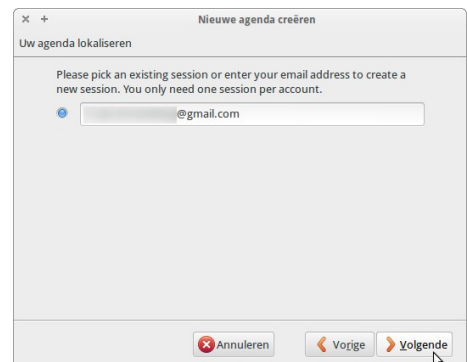 Nieuwe agenda creëren
Uw agenda lokaliseren
Please pick an existing session or enter your email address to create a
new session. You only need one session per account.
@gmail.com
Annuleren
Vorige
Volgende